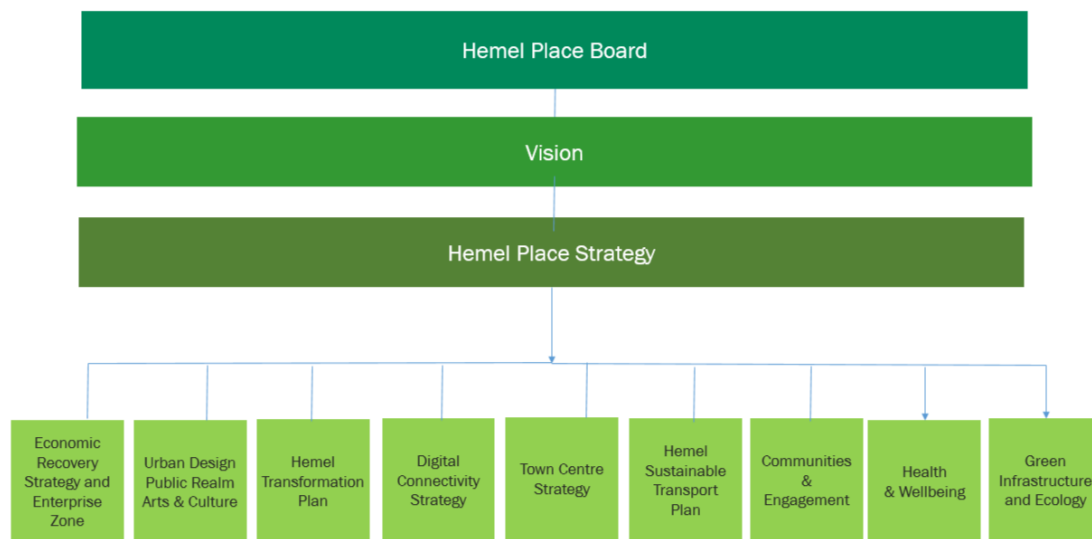 Hemel Place Board
Vision
Hemel Place Strategy
Economic
Recovery
Strategy and
Enterprise
Zone
Urban Design
Public Realm
Arts & Culture
Hemel
Transformation
Plan
Digital
Connectivity
Strategy
Town Centre
Strategy
Hemel
Sustainable
Transport
Plan
Communities
&
Engagement
Health
& Wellbeing
Green
Infrastructure
and Ecology